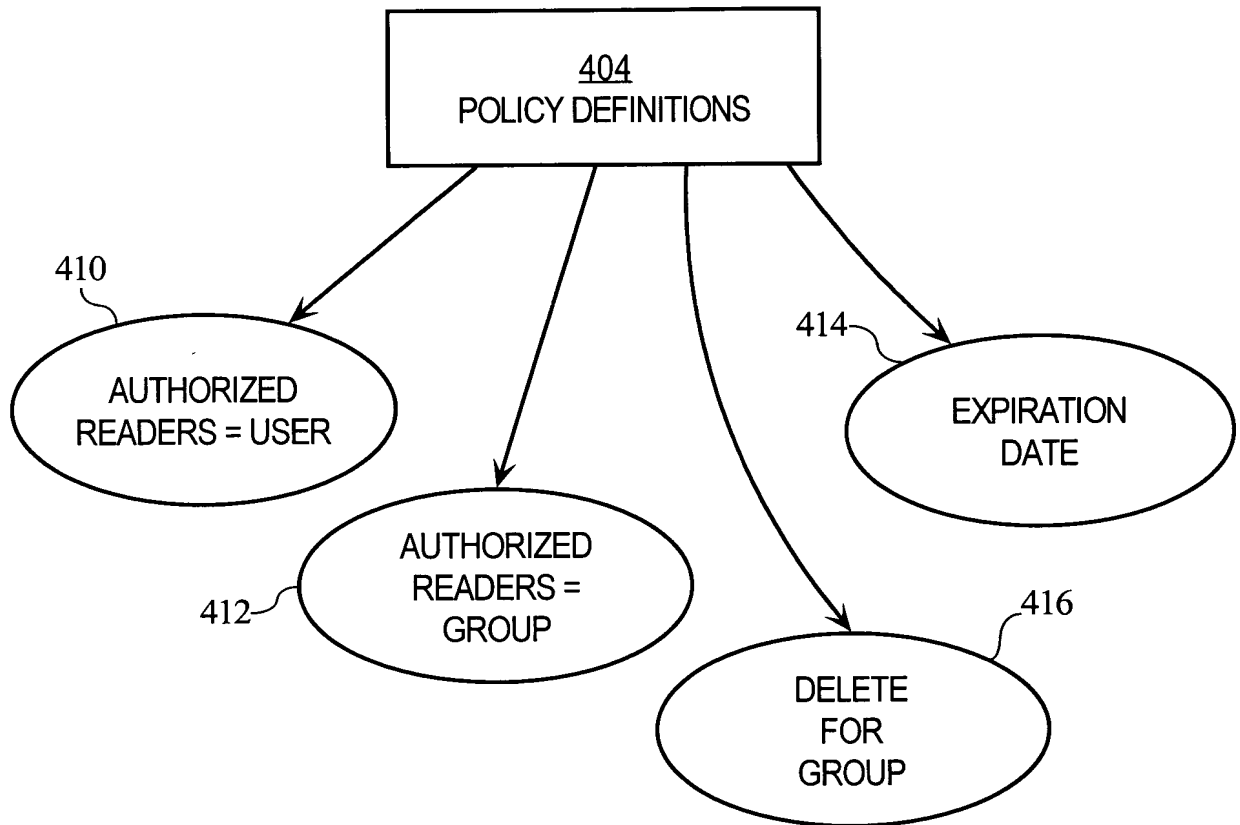 404
POLICY DEFINITIONS
410
AUTHORIZED
READERS = USER
414
EXPIRATION
DATE
412
AUTHORIZED
READERS =
GROUP
416
DELETE
FOR
GROUP